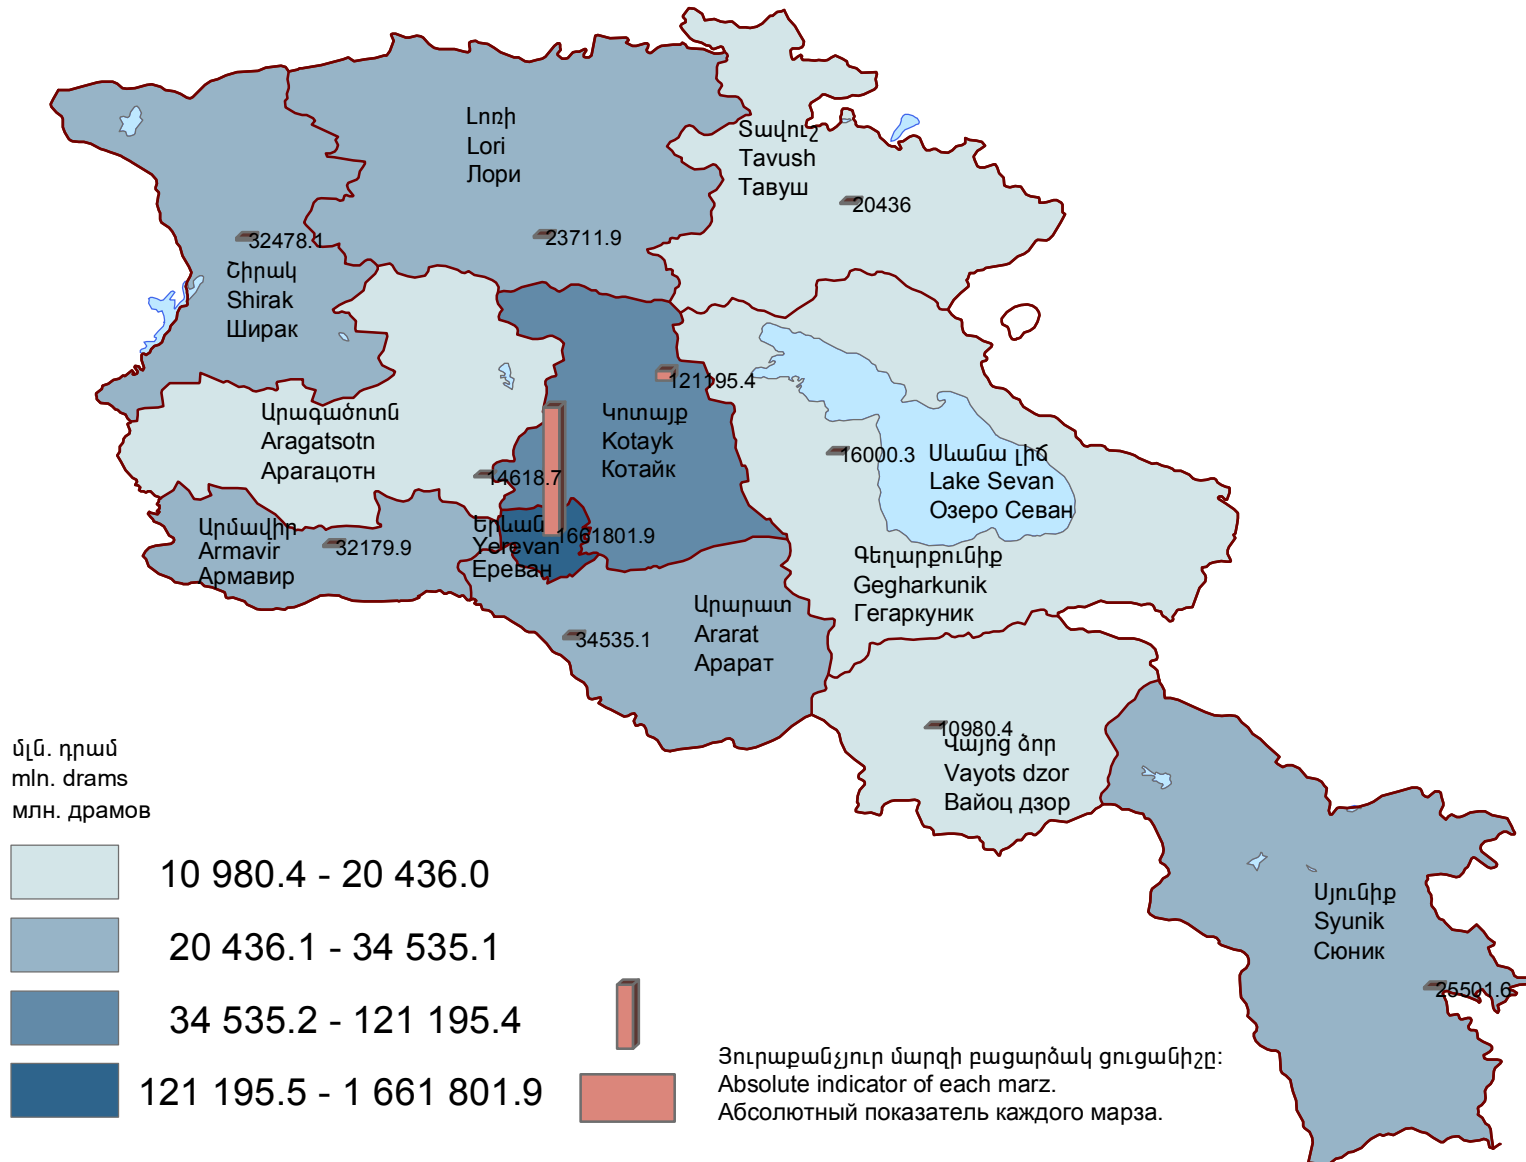 Լոռի
Lori
Лори
Տավուշ
Tavush
Тавуш
20436
32478.1
23711.9
Շիրակ
Shirak
Ширак
121195.4
Արագածոտն
Aragatsotn
Арагацотн
Կոտայք
Kotayk
Котайк
14618.7
16000.3
Սևանա լիճ
Lake Sevan
Озеро Севан
Արմավիր
Armavir
Армавир
32179.9
Երևան
Yerevan
Ереван
1661801.9
Գեղարքունիք
Gegharkunik
Гегаркуник
Արարատ
Ararat
Арарат
34535.1
10980.4
Վայոց ձոր
Vayots dzor
Вайоц дзор
Սյունիք
Syunik
Сюник
25501.6
մլն. դրամ
mln. drams
млн. драмов
10 980.4 - 20 436.0
20 436.1 - 34 535.1
34 535.2 - 121 195.4
121 195.5 - 1 661 801.9
Յուրաքանչյուր մարզի բացարձակ ցուցանիշը:
Absolute indicator of each marz.
Абсолютный показатель каждого марза.